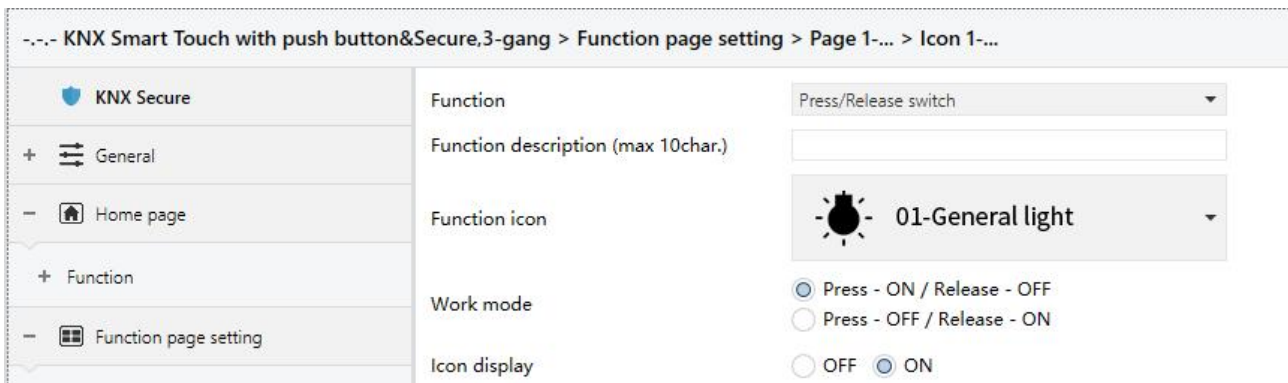 -.-.- KNX Smart Touch with push button&Secure,3-gang > Function page setting > Page 1-... > Icon 1-...
KNX Secure
+ General
- Home page
+ Function
- Function page setting
Function
Press/Release switch
Function description (max 10char.)
Function icon
01-General light
Work mode
Press - ON / Release - OFF
Press - OFF / Release - ON
Icon display
OFF ON